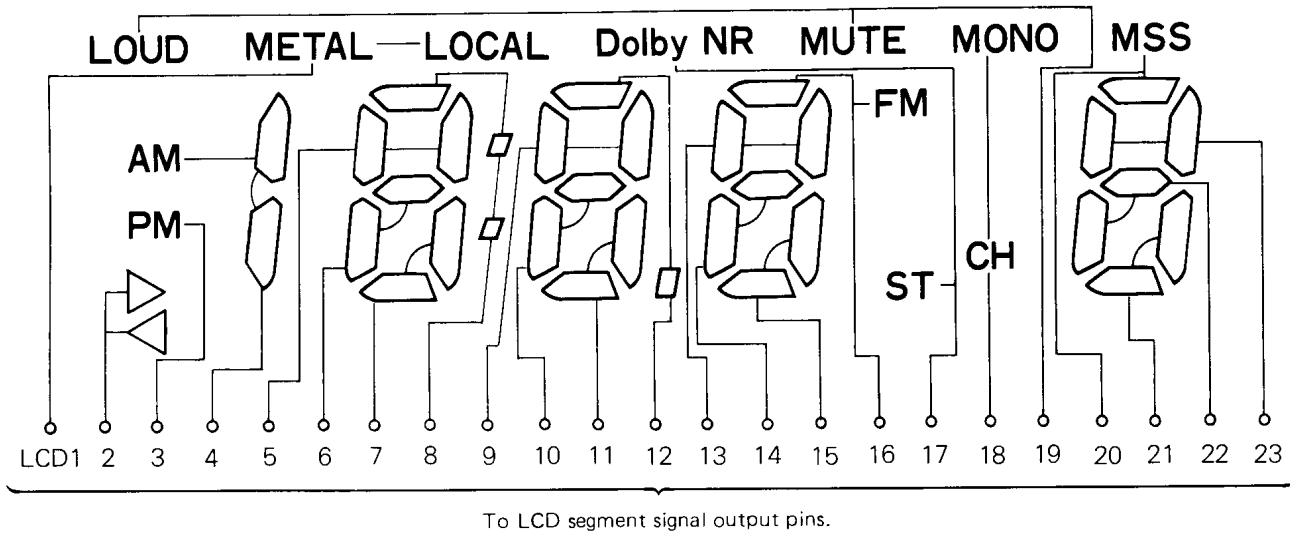 LOUD METAL LOCAL Dolby NR MUTE MONO MSS
FM
AM
PM
CH
ST
LCD1 2 3 4 5 6 7 8 9 10 11 12 13 14 15 16 17 18 19 20 21 22 23
To LCD segment signal output pins.